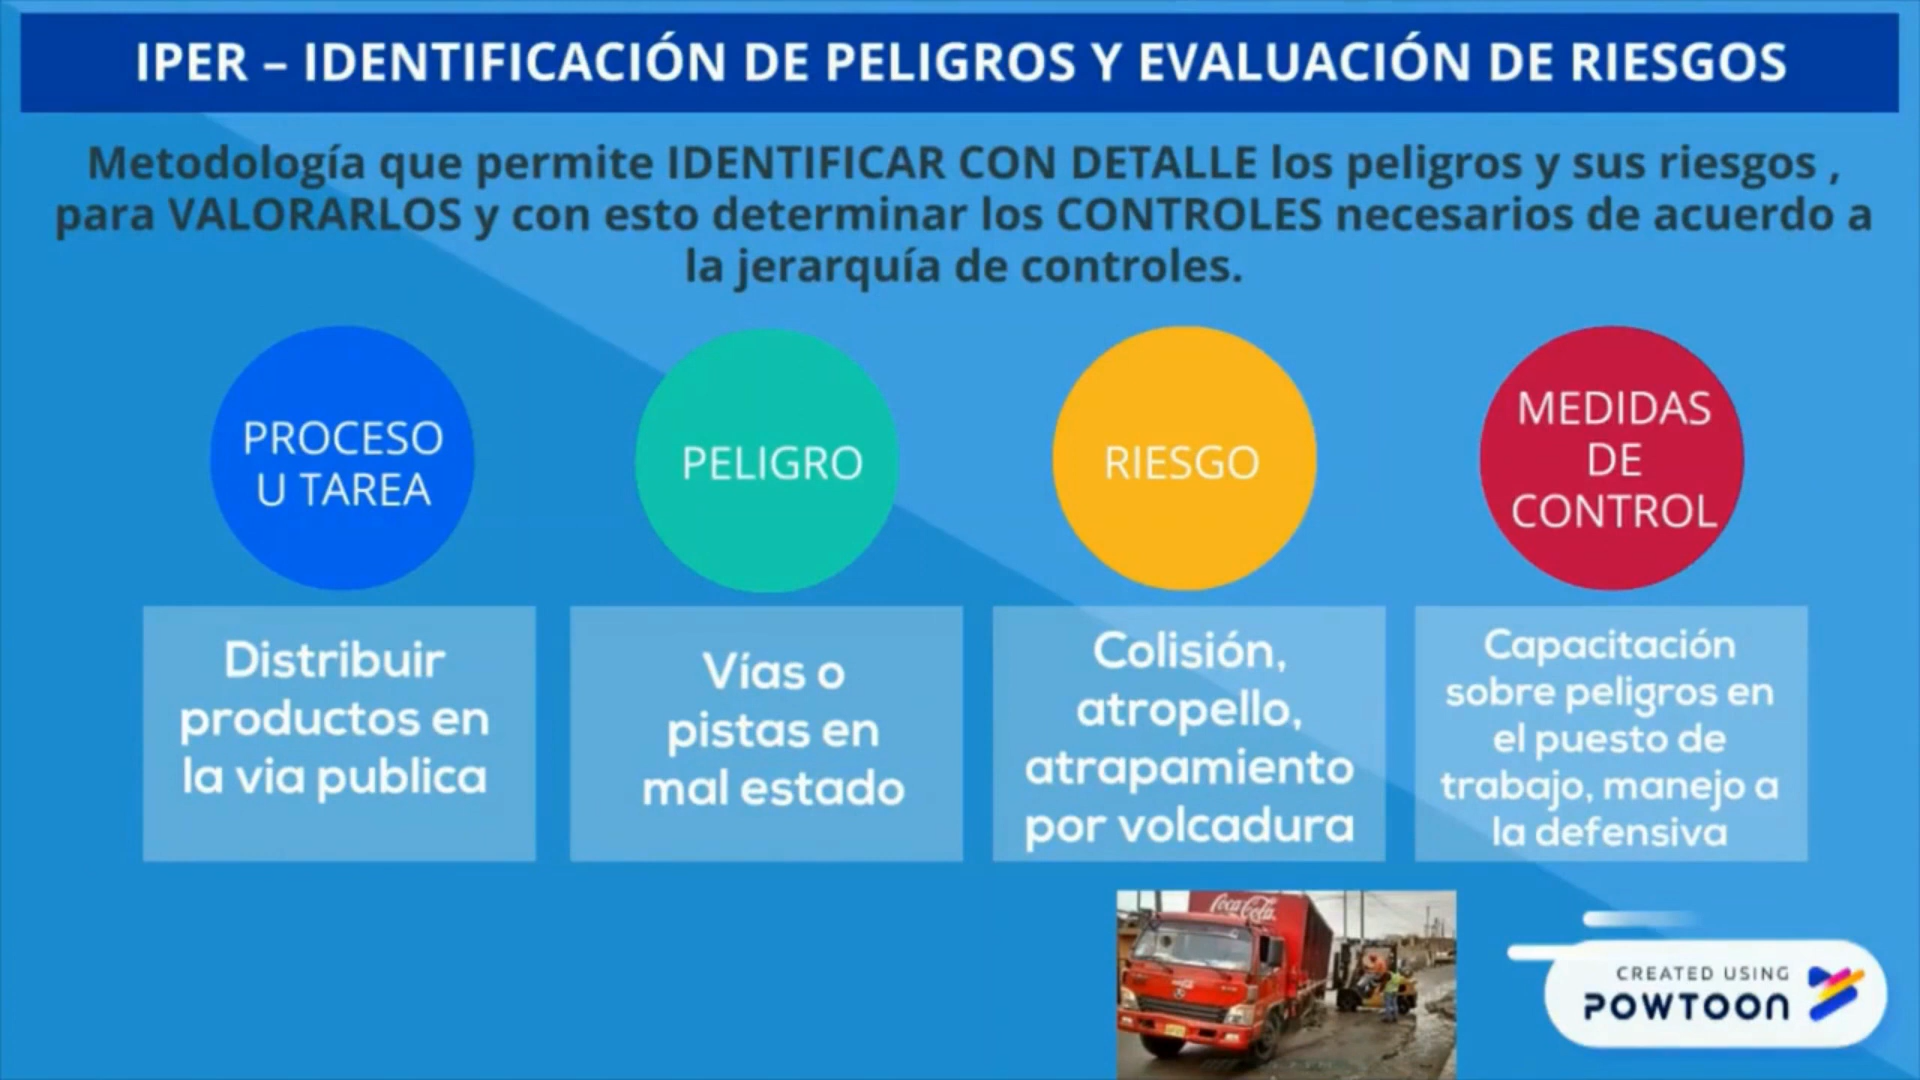 IPER – IDENTIFICACIÓN DE PELIGROS Y EVALUACIÓN DE RIESGOS
Metodología que permite IDENTIFICAR CON DETALLE los peligros y sus riesgos ,
para VALORARLOS y con esto determinar los CONTROLES necesarios de acuerdo a
la jerarquía de controles.
PROCESO
U TAREA
PELIGRO
RIESGO
MEDIDAS
DE
CONTROL
Distribuir
productos en
la via publica
Vías o
pistas en
mal estado
Colisión,
atropello,
atrapamiento
por volcadura
Capacitación
sobre peligros en
el puesto de
trabajo, manejo a
la defensiva
Coca-Cola
CREATED USING
POWTOON